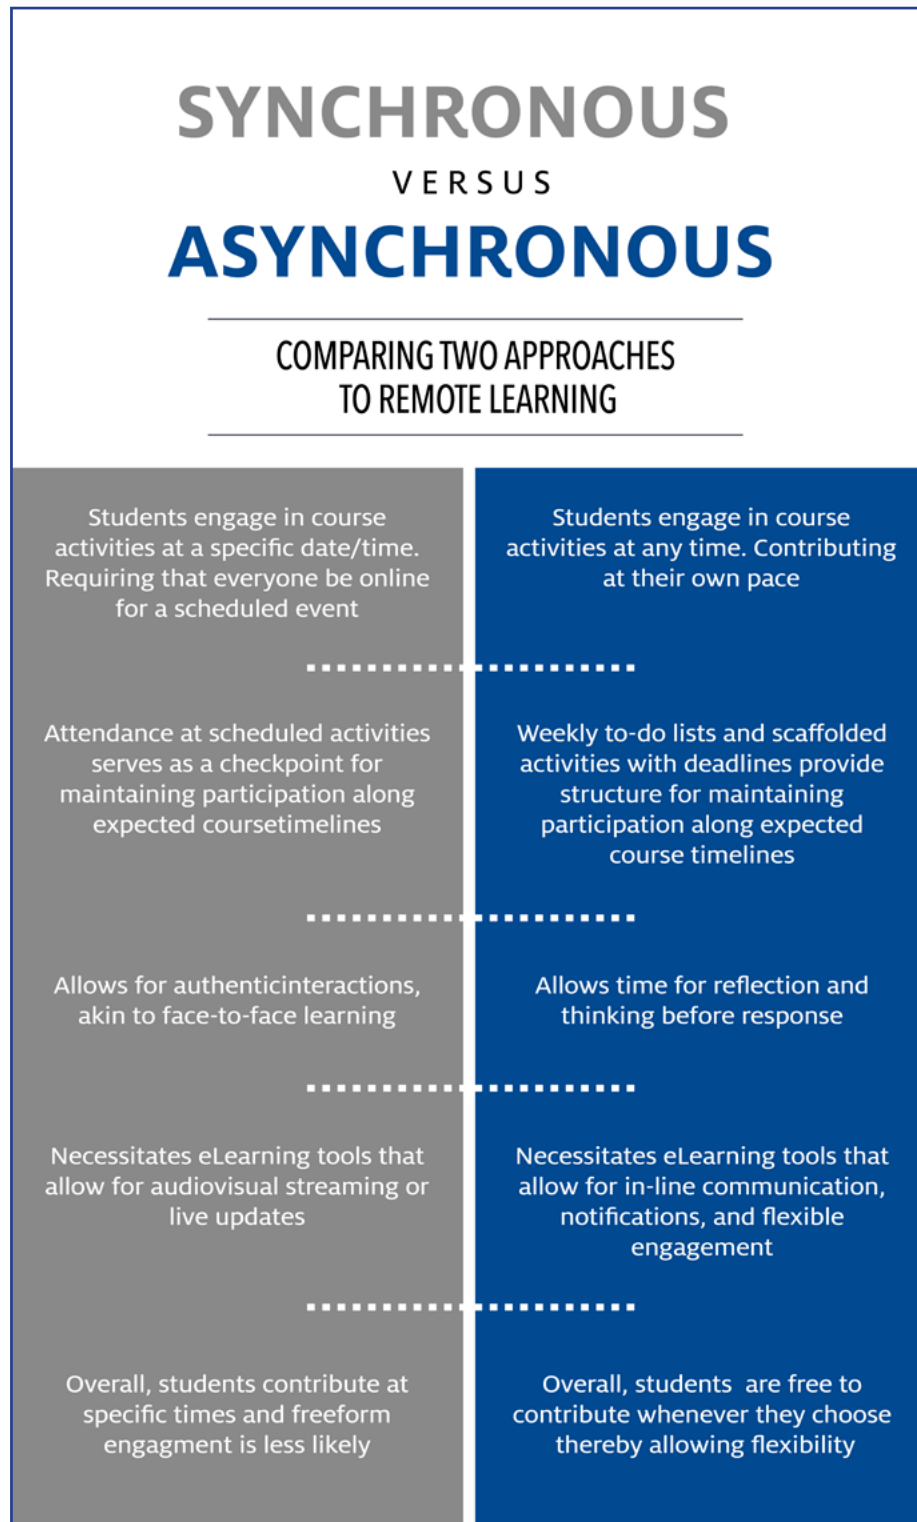 SYNCHRONOUS
VERSUS
ASYNCHRONOUS
COMPARING TWO APPROACHES
TO REMOTE LEARNING
Students engage in course
activities at a specific date/time.
Requiring that everyone be online
for a scheduled event
Students engage in course
activities at any time. Contributing
at their own pace
Attendance at scheduled activities
serves as a checkpoint for
maintaining participation along
expected coursetimelines
Weekly to-do lists and scaffolded
activities with deadlines provide
structure for maintaining
participation along expected
course timelines
Allows for authenticinteractions,
akin to face-to-face learning
Allows time for reflection and
thinking before response
Necessitates eLearning tools that
allow for audiovisual streaming or
live updates
Necessitates eLearning tools that
allow for in-line communication,
notifications, and flexible
engagement
Overall, students contribute at
specific times and freeform
engagment is less likely
Overall, students  are free to
contribute whenever they choose
thereby allowing flexibility